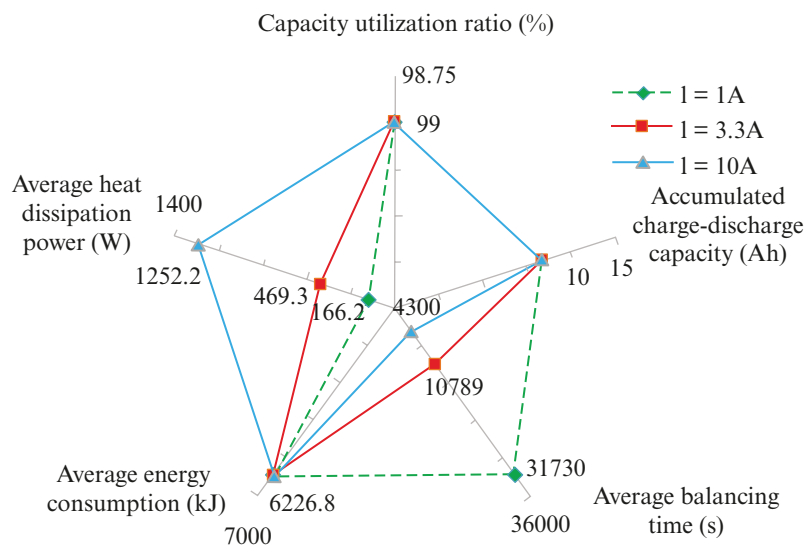 Capacity utilization ratio (%)
98.75
99
l = 1A
l = 3.3A
l = 10A
Average heat
dissipation
power (W)
1400
1252.2
469.3
166.2
4300
Accumulated
charge-discharge
capacity (Ah)
10
15
10789
31730
36000
Average balancing
time (s)
Average energy
consumption (kJ)
6226.8
7000